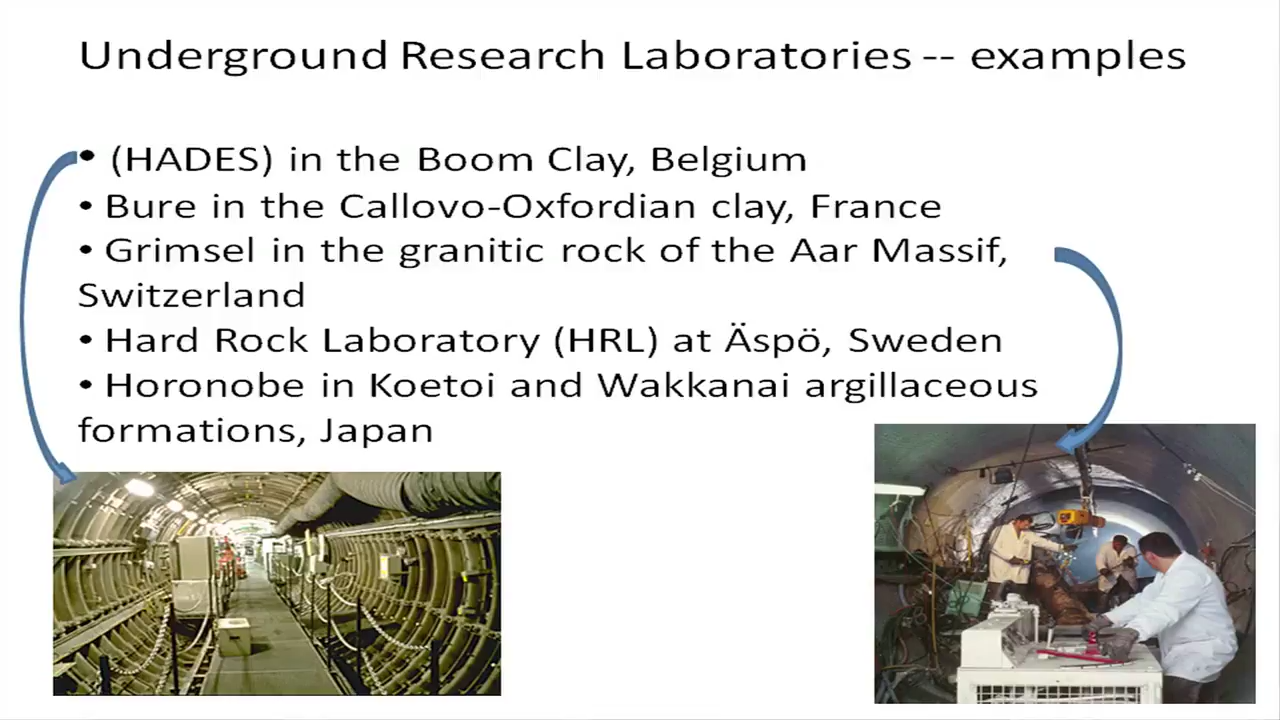 Underground Research Laboratories -- examples
• (HADES) in the Boom Clay, Belgium
• Bure in the Callovo-Oxfordian clay, France
• Grimsel in the granitic rock of the Aar Massif,
Switzerland
• Hard Rock Laboratory (HRL) at Äspö, Sweden
• Horonobe in Koetoi and Wakkanai argillaceous
formations, Japan